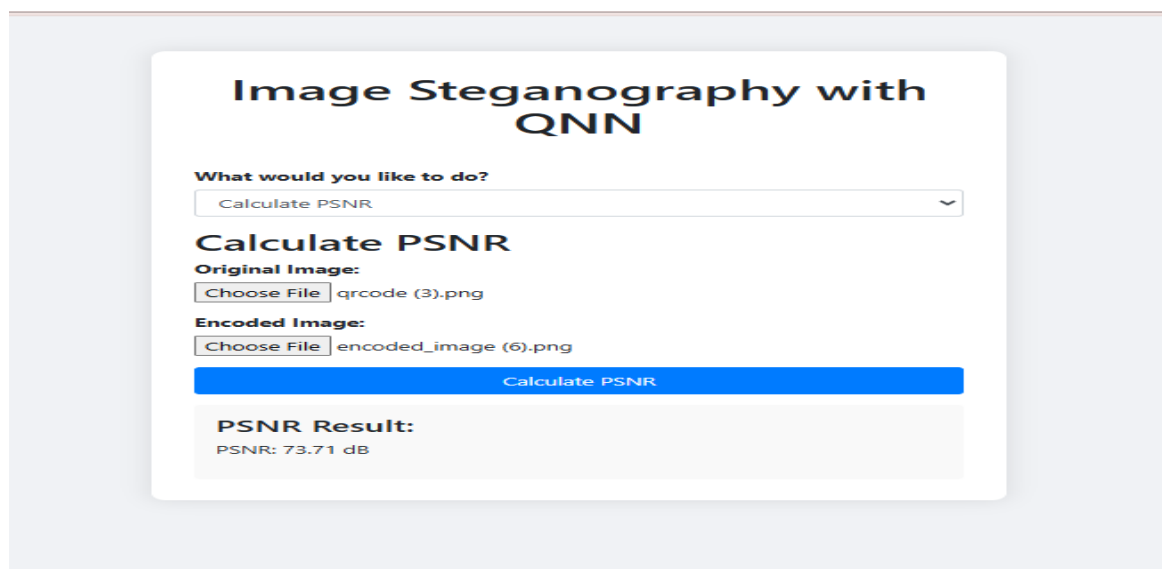 Image Steganography with
QNN
What would you like to do?
Calculate PSNR
Calculate PSNR
Original Image:
Choose File qrcode (3).png
Encoded Image:
Choose File encoded_image (6).png
Calculate PSNR
PSNR Result:
PSNR: 73.71 dB